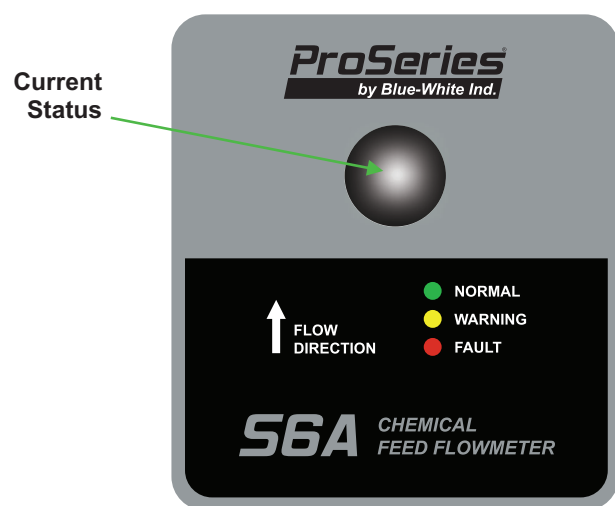 Current
Status
ProSeries®
by Blue-White Ind.
NORMAL
WARNING
FAULT
FLOW
DIRECTION
S6A
CHEMICAL
FEED FLOWMETER